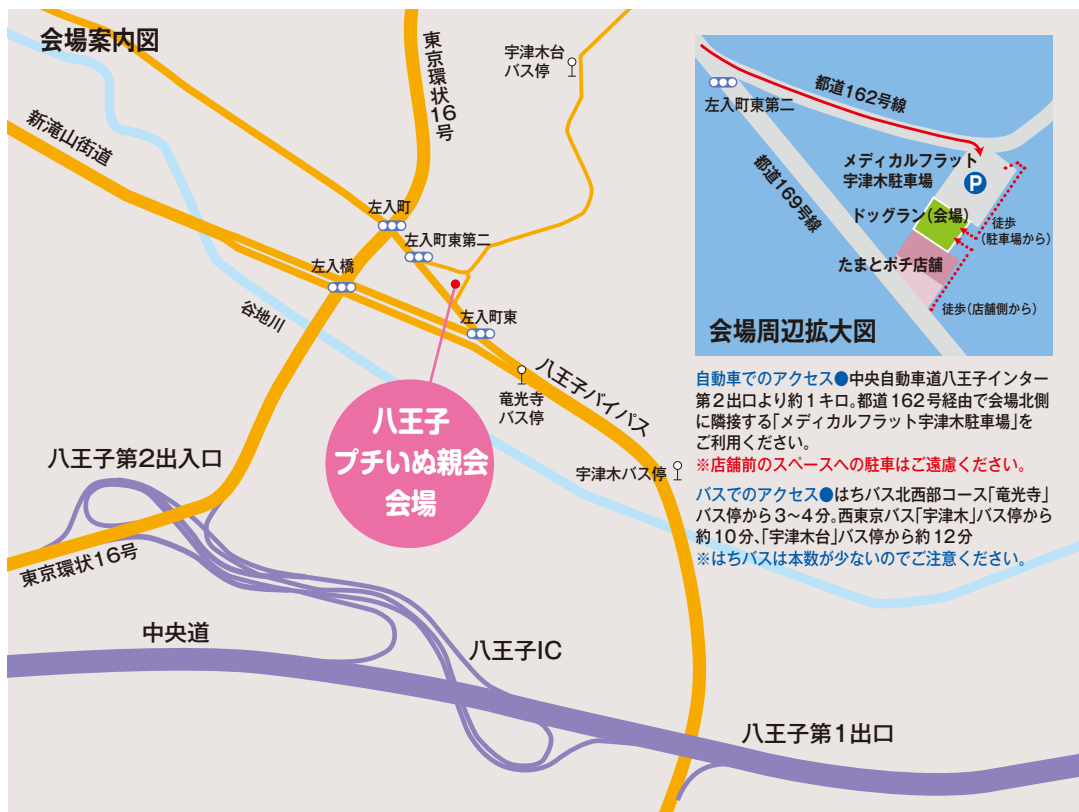 会場案内図
東京環状16号
宇津木台
バス停
新滝山街道
左入町
左入町東第二
左入橋
谷地川
左入町東
八王子バイパス
竜光寺
バス停
八王子
プチいぬ親会
会場
宇津木バス停
八王子第2出入口
東京環状16号
中央道
八王子IC
八王子第1出口
左入町東第二
都道162号線
都道169号線
メディカルフラット
宇津木駐車場
P
ドッグラン(会場)
徒歩
(駐車場から)
たまとポチ店舗
徒歩(店舗側から)
会場周辺拡大図
自動車でのアクセス●中央自動車道八王子インター
第2出口より約1キロ。都道162号経由で会場北側
に隣接する「メディカルフラット宇津木駐車場」を
ご利用ください。
※店舗前のスペースへの駐車はご遠慮ください。
バスでのアクセス●はちバス北西部コース「竜光寺」
バス停から3〜4分。西東京バス「宇津木」バス停から
約10分、「宇津木台」バス停から約12分
※はちバスは本数が少ないのでご注意ください。